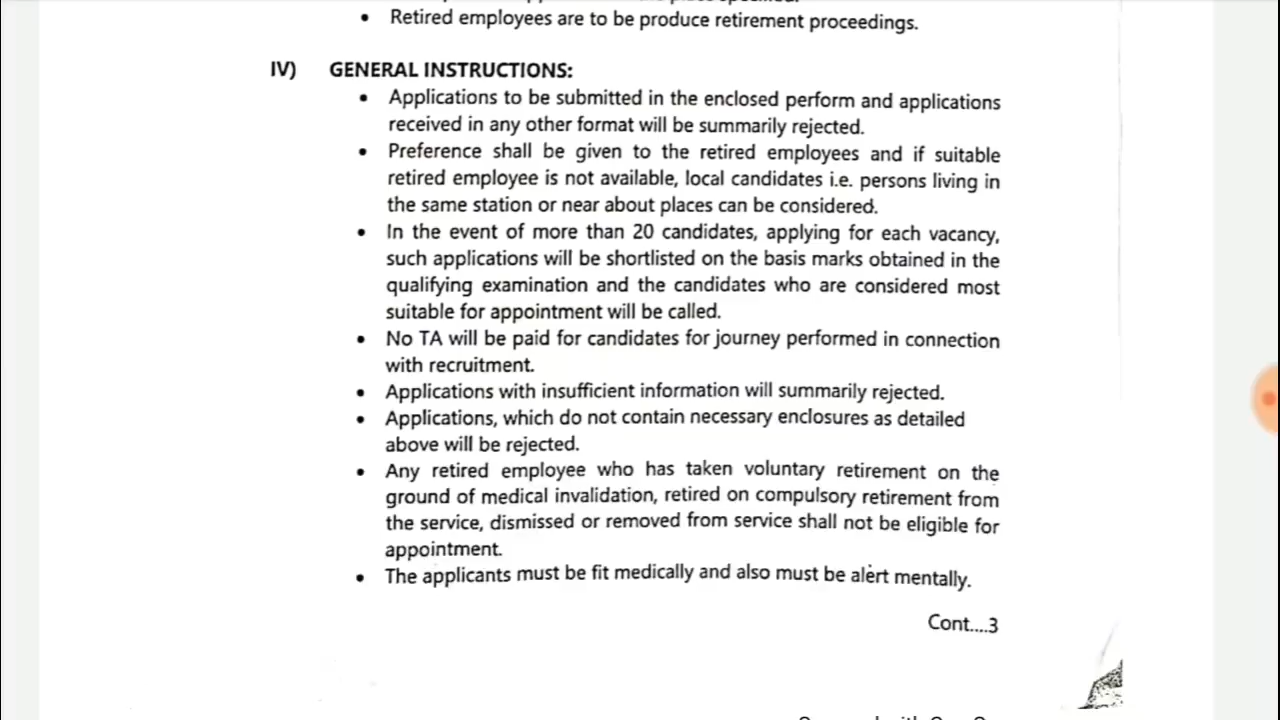 • Retired employees are to be produce retirement proceedings.
IV) GENERAL INSTRUCTIONS:
• Applications to be submitted in the enclosed perform and applications
received in any other format will be summarily rejected.
• Preference shall be given to the retired employees and if suitable
retired employee is not available, local candidates i.e. persons living in
the same station or near about places can be considered.
• In the event of more than 20 candidates, applying for each vacancy,
such applications will be shortlisted on the basis marks obtained in the
qualifying examination and the candidates who are considered most
suitable for appointment will be called.
• No TA will be paid for candidates for journey performed in connection
with recruitment.
• Applications with insufficient information will summarily rejected.
• Applications, which do not contain necessary enclosures as detailed
above will be rejected.
• Any retired employee who has taken voluntary retirement on the
ground of medical invalidation, retired on compulsory retirement from
the service, dismissed or removed from service shall not be eligible for
appointment.
• The applicants must be fit medically and also must be alert mentally.
Cont....3